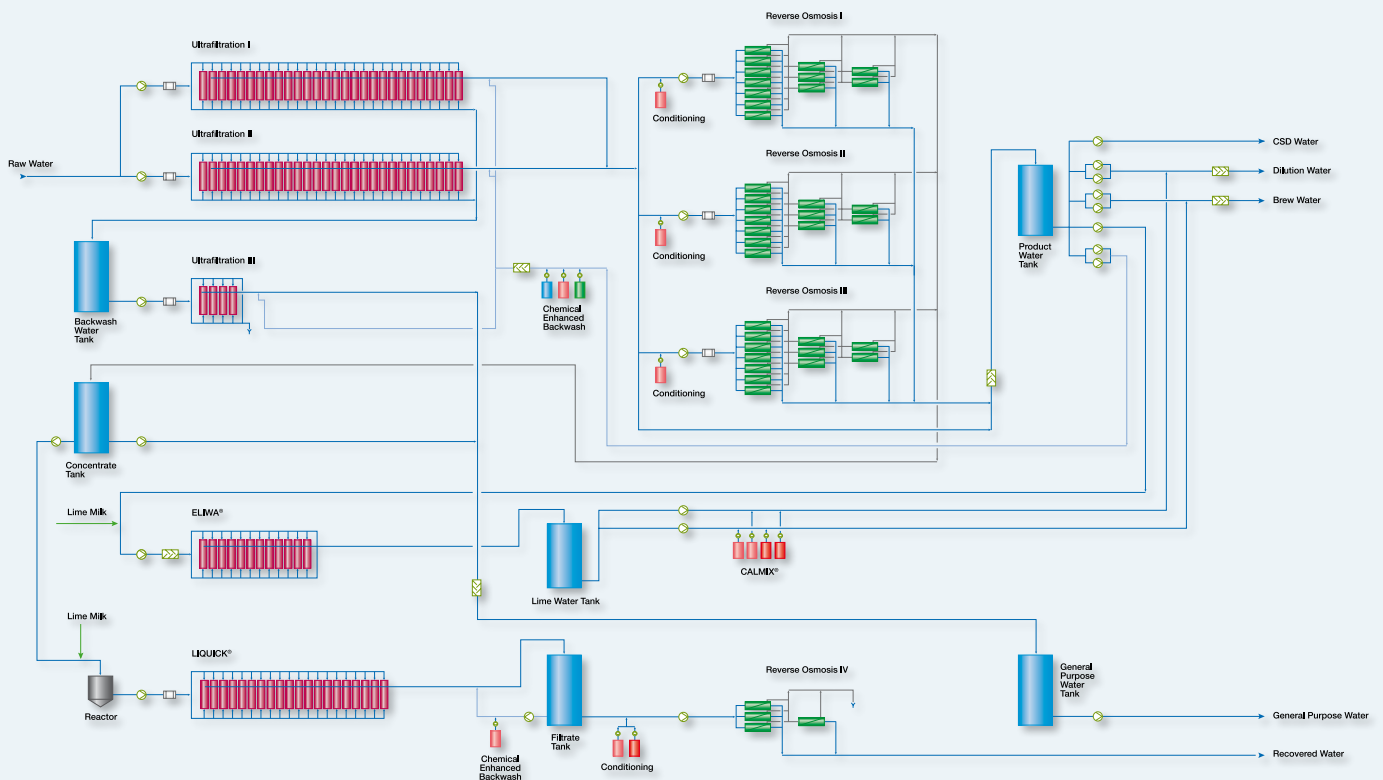 Reverse Osmosis I
Ultrafiltration I
Conditioning
Ultrafiltration II
CSD Water
Raw Water
Reverse Osmosis II
Dilution Water
Brew Water
Conditioning
Product
Water
Tank
Ultrafiltration III
Reverse Osmosis III
Chemical
Enhanced
Backwash
Backwash
Water
Tank
Conditioning
Concentrate
Tank
Lime Milk
ELIWA®
CALMIX®
Lime Water Tank
Lime Milk
LIQUICK®
Reverse Osmosis IV
General
Purpose
Water
Tank
Reactor
General Purpose Water
Filtrate
Tank
Recovered Water
Chemical
Enhanced
Backwash
Conditioning